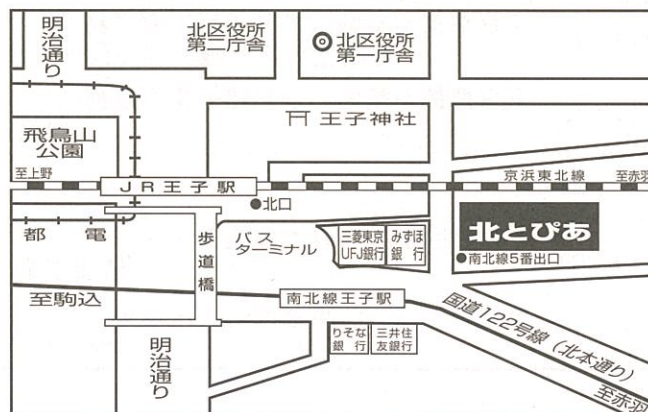 明治通り
北区役所
第二庁舎
北区役所
第一庁舎
王子神社
飛鳥山
公園
至上野
JR王子駅
京浜東北線
至赤羽
北口
北とぴあ
都電
歩道橋
バス
ターミナル
三菱東京
UFJ銀行
みずほ
銀行
南北線5番出口
至駒込
南北線王子駅
国道122号線(北本通り)
りそな
銀行
三井住
友銀行
明治通り
至赤羽